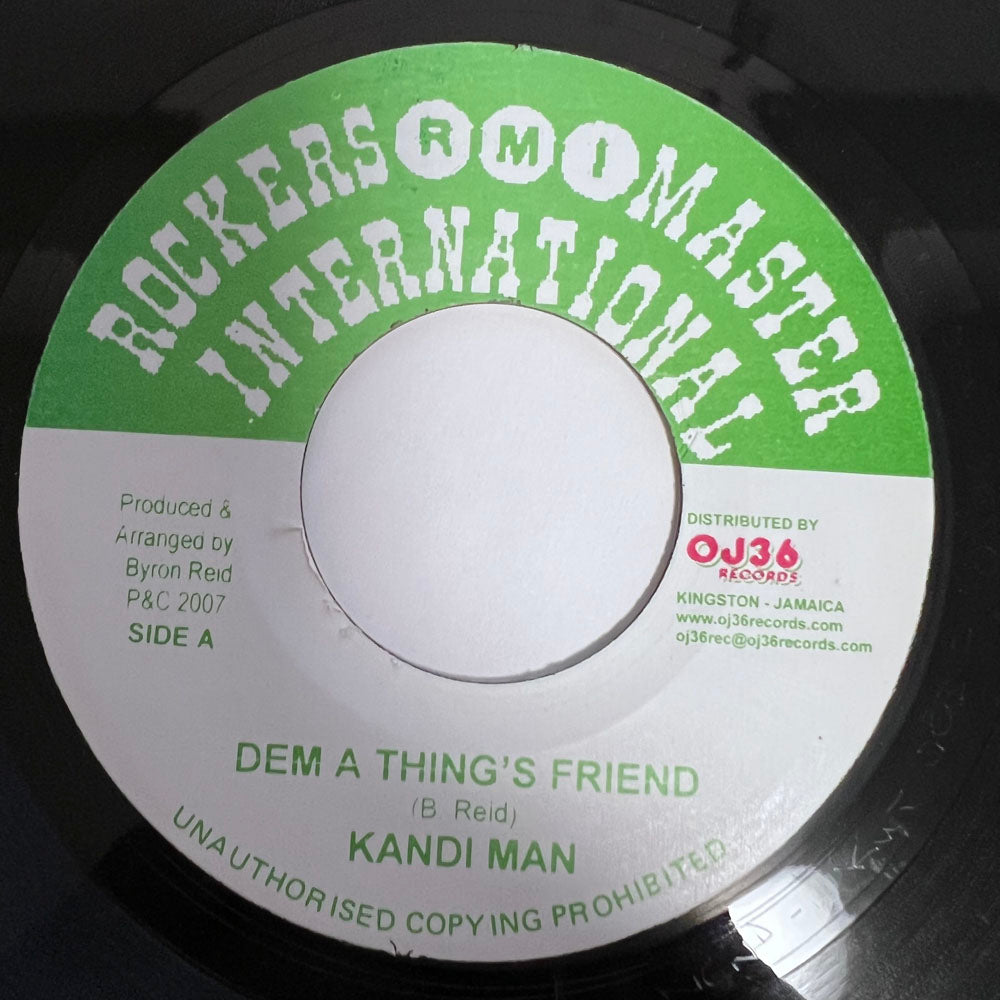 ROCKERS RMI MASTER
INTERNATIONAL
Produced &
Arranged by
Byron Reid
P&C 2007
SIDE A
DISTRIBUTED BY
OJ36
RECORDS
KINGSTON - JAMAICA
www.oj36records.com
oj36rec@oj36records.com
DEM A THING'S FRIEND
(B. Reid)
KANDI MAN
UNAUTHORISED COPYING PROHIBITED